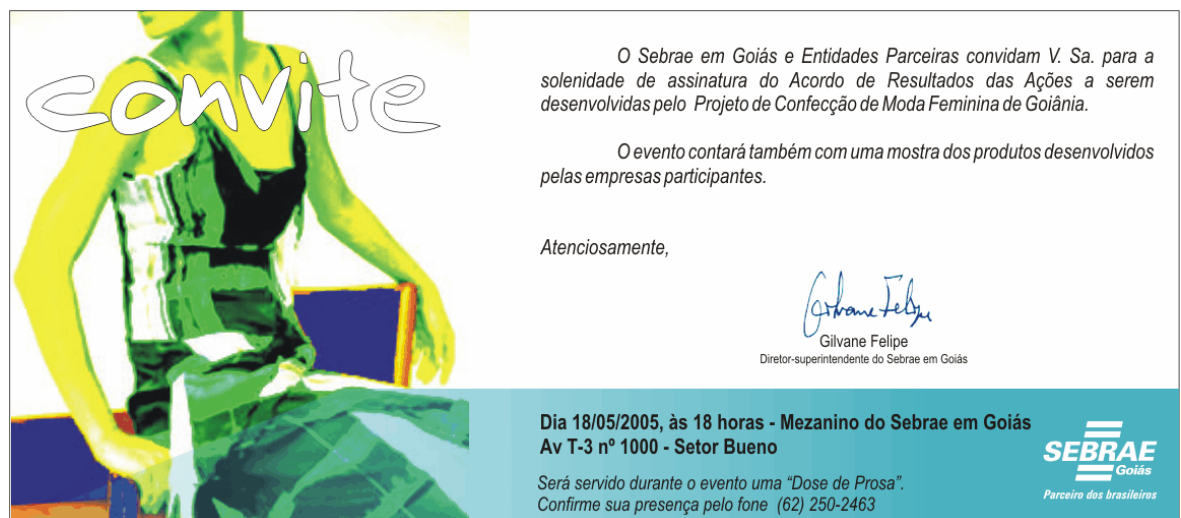 convite
O Sebrae em Goiás e Entidades Parceiras convidam V. Sa. para a
solenidade de assinatura do Acordo de Resultados das Ações a serem
desenvolvidas pelo Projeto de Confecção de Moda Feminina de Goiânia.
O evento contará também com uma mostra dos produtos desenvolvidos
pelas empresas participantes.
Atenciosamente,
Gilvane Felipe
Gilvane Felipe
Diretor-superintendente do Sebrae em Goiás
Dia 18/05/2005, às 18 horas - Mezanino do Sebrae em Goiás
Av T-3 nº 1000 - Setor Bueno
Será servido durante o evento uma “Dose de Prosa”.
Confirme sua presença pelo fone (62) 250-2463
SEBRAE
Goiás
Parceiro dos brasileiros